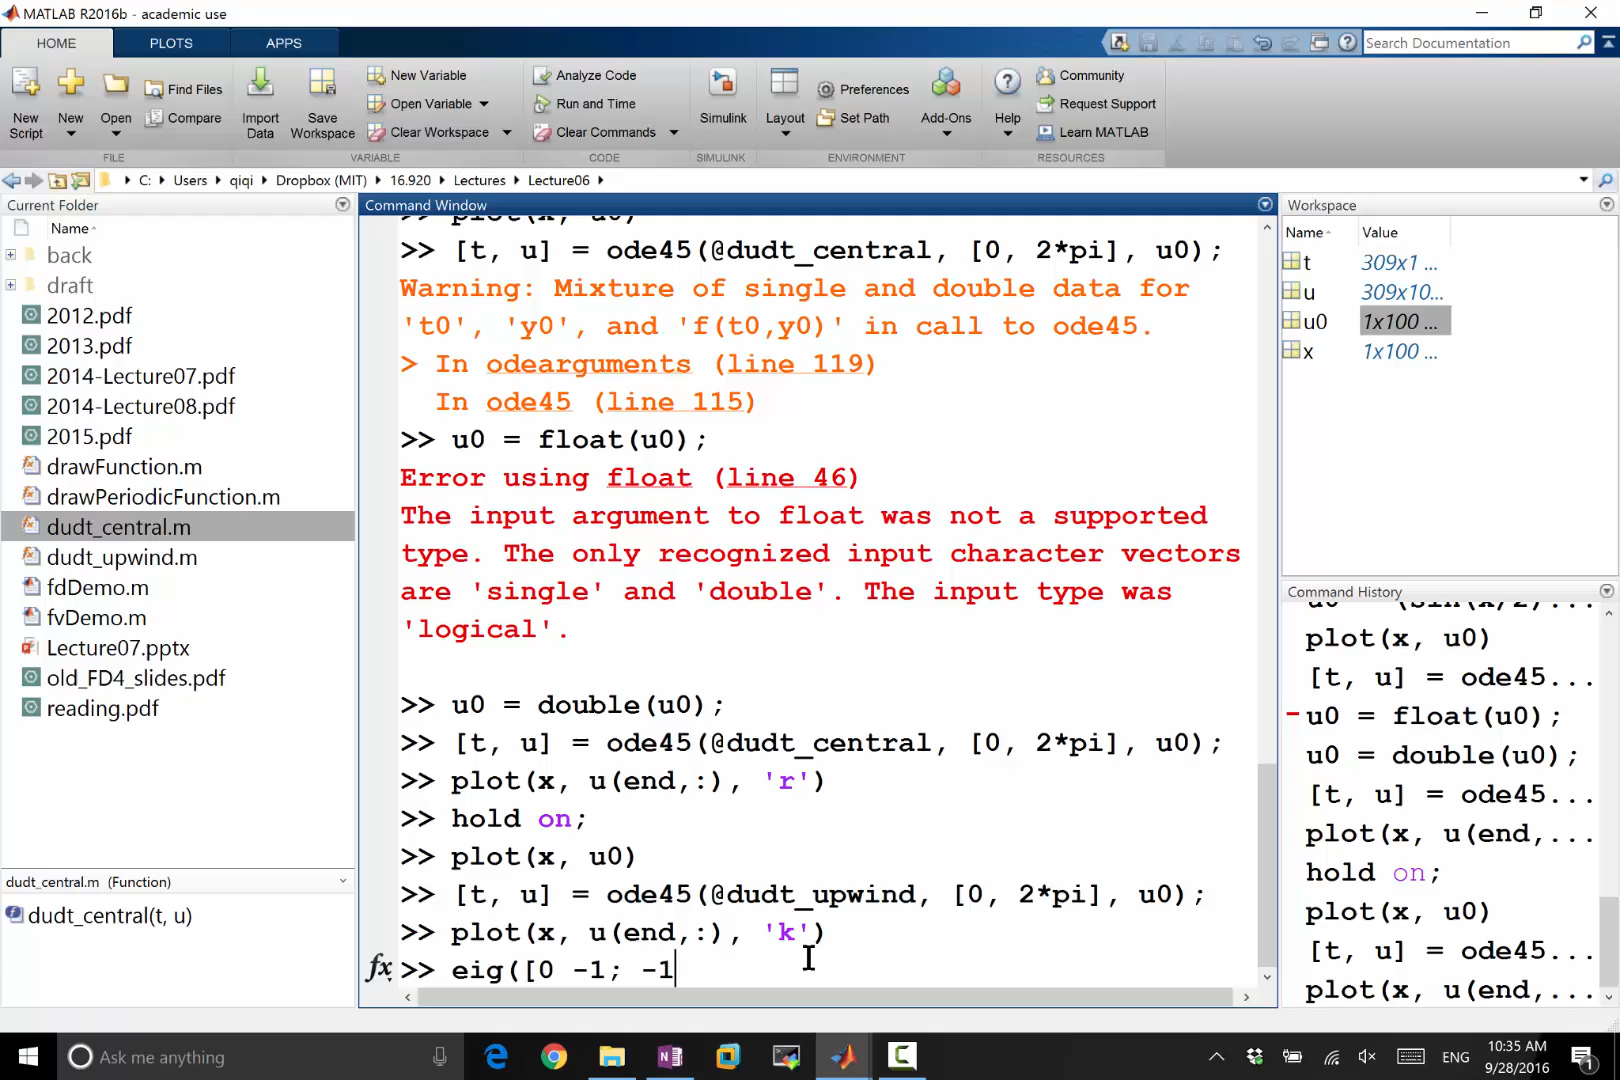 MATLAB R2016b - academic use
HOME
PLOTS
APPS
Search Documentation
New Script
New
Open
Find Files
Compare
Import Data
Save Workspace
New Variable
Open Variable
Clear Workspace
Analyze Code
Run and Time
Clear Commands
Simulink
Layout
Preferences
Set Path
Add-Ons
Help
Community
Request Support
Learn MATLAB
FILE
VARIABLE
CODE
SIMULINK
ENVIRONMENT
RESOURCES
C: Users qiqi Dropbox (MIT) 16.920 Lectures Lecture06
Current Folder
Name
back
draft
2012.pdf
2013.pdf
2014-Lecture07.pdf
2014-Lecture08.pdf
2015.pdf
drawFunction.m
drawPeriodicFunction.m
dudt_central.m
dudt_upwind.m
fdDemo.m
fvDemo.m
Lecture07.pptx
old_FD4_slides.pdf
reading.pdf
dudt_central.m (Function)
dudt_central(t, u)
Command Window
>> plot(x, u0)
>> [t, u] = ode45(@dudt_central, [0, 2*pi], u0);
Warning: Mixture of single and double data for
't0', 'y0', and 'f(t0,y0)' in call to ode45.
> In odearguments (line 119)
In ode45 (line 115)
>> u0 = float(u0);
Error using float (line 46)
The input argument to float was not a supported
type. The only recognized input character vectors
are 'single' and 'double'. The input type was
'logical'.
>> u0 = double(u0);
>> [t, u] = ode45(@dudt_central, [0, 2*pi], u0);
>> plot(x, u(end,:), 'r')
>> hold on;
>> plot(x, u0)
>> [t, u] = ode45(@dudt_upwind, [0, 2*pi], u0);
>> plot(x, u(end,:), 'k')
fx >> eig([0 -1; -1
Workspace
Name Value
t 309x1 ...
u 309x10...
u0 1x100 ...
x 1x100 ...
Command History
u0 = (sin(x/2)...
plot(x, u0)
[t, u] = ode45...
u0 = float(u0);
u0 = double(u0);
[t, u] = ode45...
plot(x, u(end,...
hold on;
plot(x, u0)
[t, u] = ode45...
plot(x, u(end,...
Ask me anything
ENG
10:35 AM
9/28/2016
1